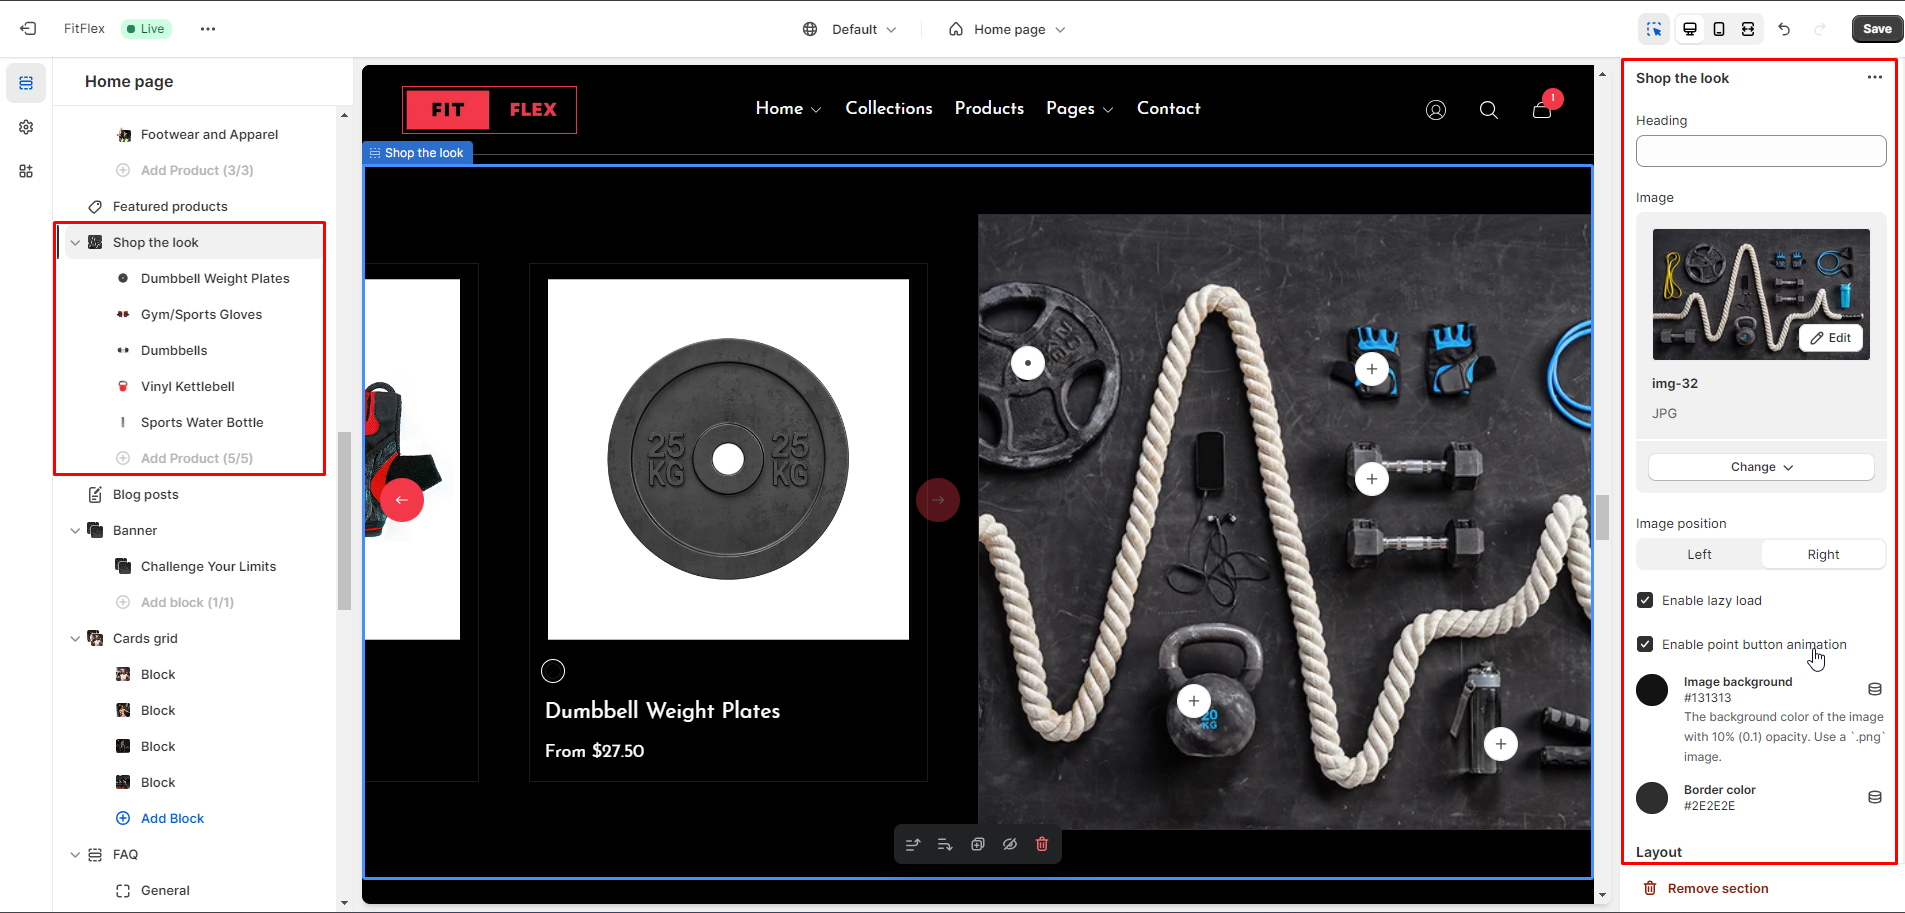 FitFlex
Live
Default
Home page
Save
Home page
Footwear and Apparel
Add Product (3/3)
Featured products
Shop the look
Dumbbell Weight Plates
Gym/Sports Gloves
Dumbbells
Vinyl Kettlebell
Sports Water Bottle
Add Product (5/5)
Blog posts
Banner
Challenge Your Limits
Add block (1/1)
Cards grid
Block
Block
Block
Block
Add Block
FAQ
General
FIT FLEX
Home
Collections
Products
Pages
Contact
1
Shop the look
25 KG
25 KG
Dumbbell Weight Plates
From $27.50
20
KG
Shop the look
Heading
Image
Edit
img-32
JPG
Change
Image position
Left
Right
Enable lazy load
Enable point button animation
Image background
#131313
The background color of the image
with 10% (0.1) opacity. Use a `.png`
image.
Border color
#2E2E2E
Layout
Remove section